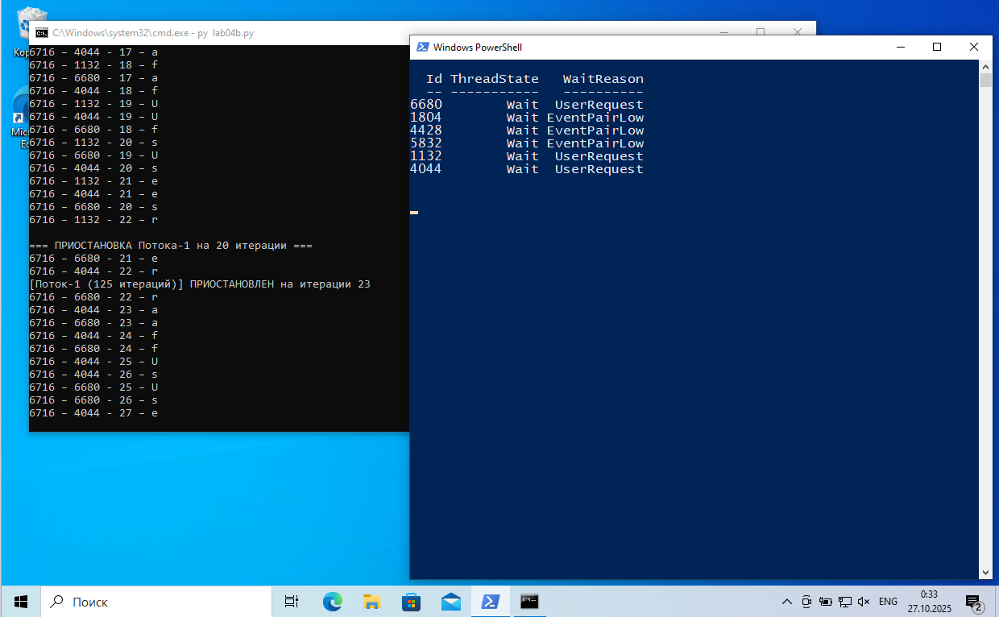 Кор
Mic
Ed
C:\Windows\system32\cmd.exe - py lab04b.py
6716 – 4044 - 17 – a
6716 – 1132 - 18 – f
6716 – 6680 - 17 – a
6716 – 4044 - 18 – f
6716 – 1132 - 19 – U
6716 – 4044 - 19 – U
6716 – 6680 - 18 – f
6716 – 1132 - 20 – s
6716 – 6680 - 19 – U
6716 – 4044 - 20 – s
6716 – 1132 - 21 – e
6716 – 4044 - 21 – e
6716 – 6680 - 20 – s
6716 – 1132 - 22 – r
=== ПРИОСТАНОВКА Потока-1 на 20 итерации ===
6716 – 6680 - 21 – e
6716 – 4044 - 22 – r
[Поток-1 (125 итераций)] ПРИОСТАНОВЛЕН на итерации 23
6716 – 6680 - 22 – r
6716 – 4044 - 23 – a
6716 – 6680 - 23 – a
6716 – 4044 - 24 – f
6716 – 6680 - 24 – f
6716 – 4044 - 25 – U
6716 – 4044 - 26 – s
6716 – 6680 - 25 – U
6716 – 6680 - 26 – s
6716 – 4044 - 27 – e
Windows PowerShell
Id ThreadState WaitReason
-- ----------- ----------
6680 Wait UserRequest
1804 Wait EventPairLow
4428 Wait EventPairLow
5832 Wait EventPairLow
1132 Wait UserRequest
4044 Wait UserRequest
Поиск
ENG
0:33
27.10.2025
2